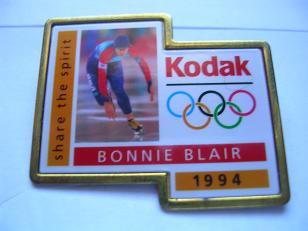 share the spirit
Kodak
BONNIE BLAIR
1994